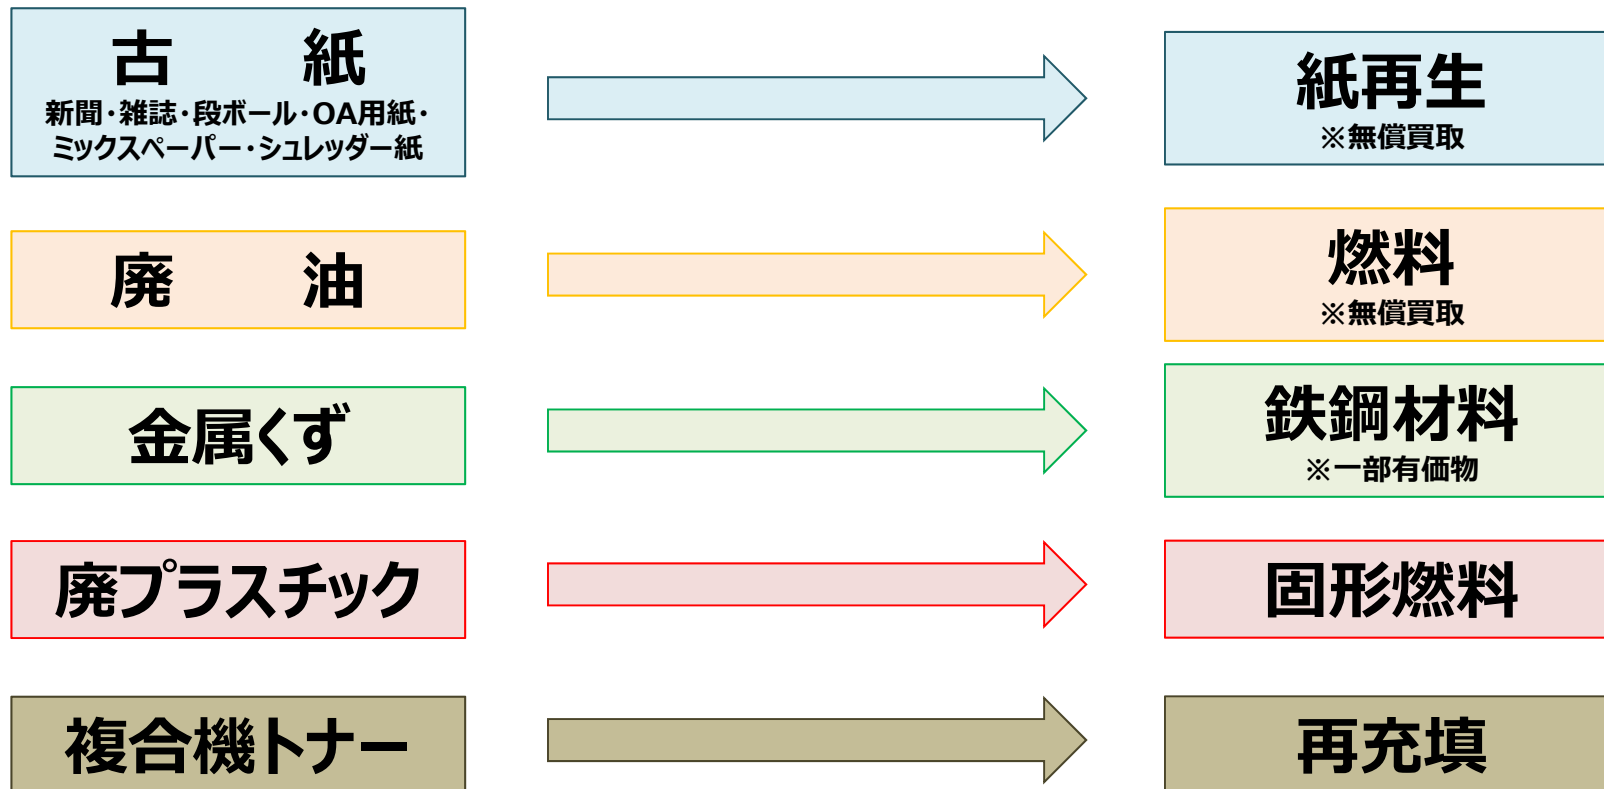 古　　紙
新聞・雑誌・段ボール・OA用紙・
ミックスペーパー・シュレッダー紙
紙再生
※無償買取
廃　　油
燃料
※無償買取
金属くず
鉄鋼材料
※一部有価物
廃プラスチック
固形燃料
複合機トナー
再充填